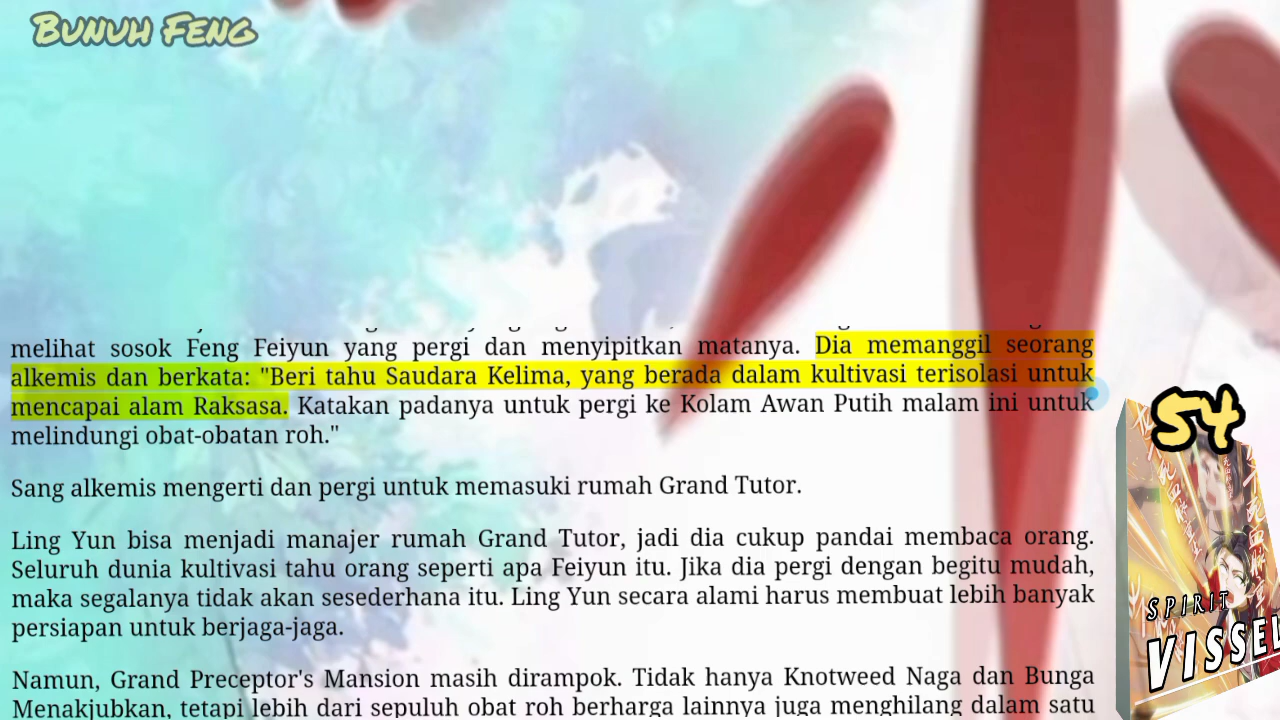 BUNUH FENG
melihat sosok Feng Feiyun yang pergi dan menyipitkan matanya. Dia memanggil seorang
alkemis dan berkata: "Beri tahu Saudara Kelima, yang berada dalam kultivasi terisolasi untuk
mencapai alam Raksasa. Katakan padanya untuk pergi ke Kolam Awan Putih malam ini untuk
melindungi obat-obatan roh."
Sang alkemis mengerti dan pergi untuk memasuki rumah Grand Tutor.
Ling Yun bisa menjadi manajer rumah Grand Tutor, jadi dia cukup pandai membaca orang.
Seluruh dunia kultivasi tahu orang seperti apa Feiyun itu. Jika dia pergi dengan begitu mudah,
maka segalanya tidak akan sesederhana itu. Ling Yun secara alami harus membuat lebih banyak
persiapan untuk berjaga-jaga.
Namun, Grand Preceptor's Mansion masih dirampok. Tidak hanya Knotweed Naga dan Bunga
Menakjubkan, tetapi lebih dari sepuluh obat roh berharga lainnya juga menghilang dalam satu
54
SPIRIT
VISSEL